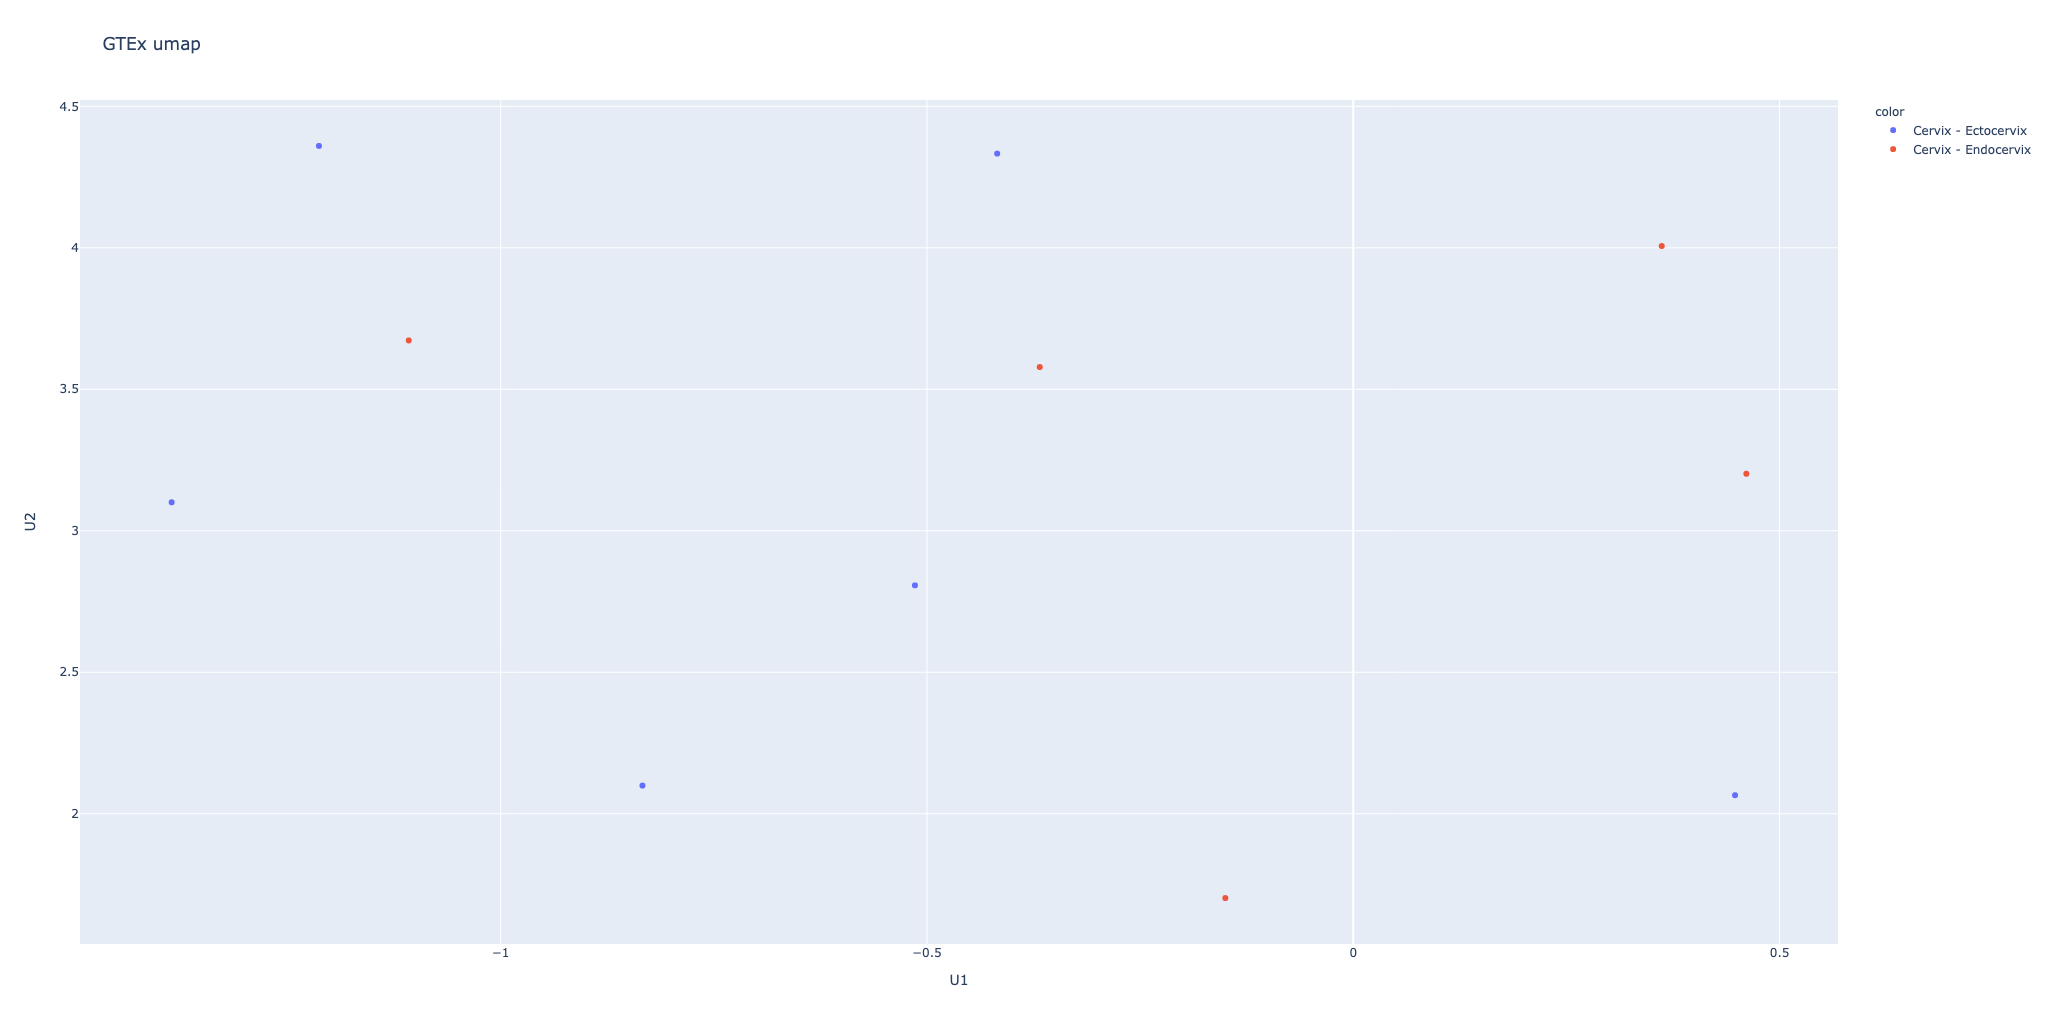 GTEx umap
4.5
4
3.5
3
2.5
2
U2
−1
−0.5
0
0.5
U1
color
Cervix - Ectocervix
Cervix - Endocervix